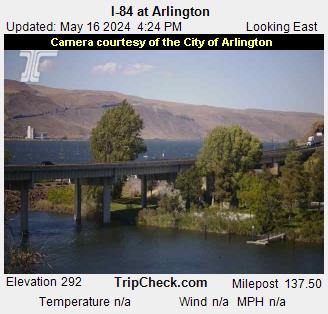 I-84 at Arlington
Updated: May 16 2024 4:24 PM Looking East
Camera courtesy of the City of Arlington
Elevation 292 TripCheck.com Milepost 137.50
Temperature n/a Wind n/a MPH n/a